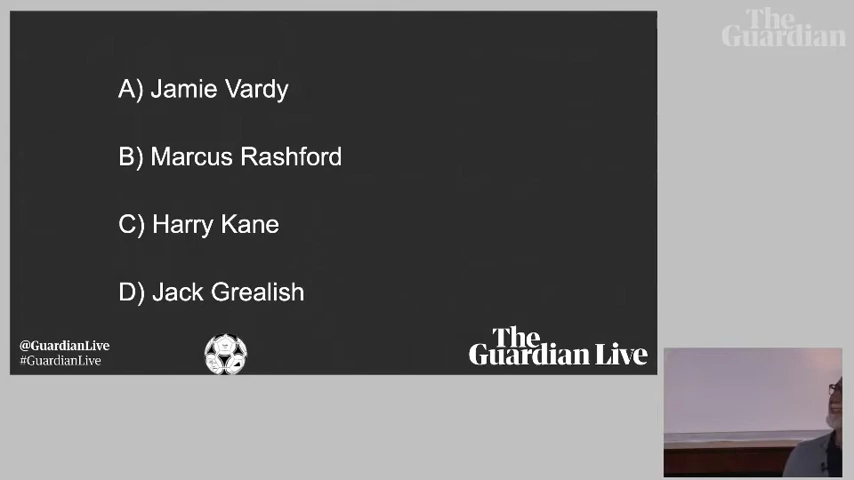 The
Guardian
A) Jamie Vardy
B) Marcus Rashford
C) Harry Kane
D) Jack Grealish
@GuardianLive
#GuardianLive
The
Guardian Live